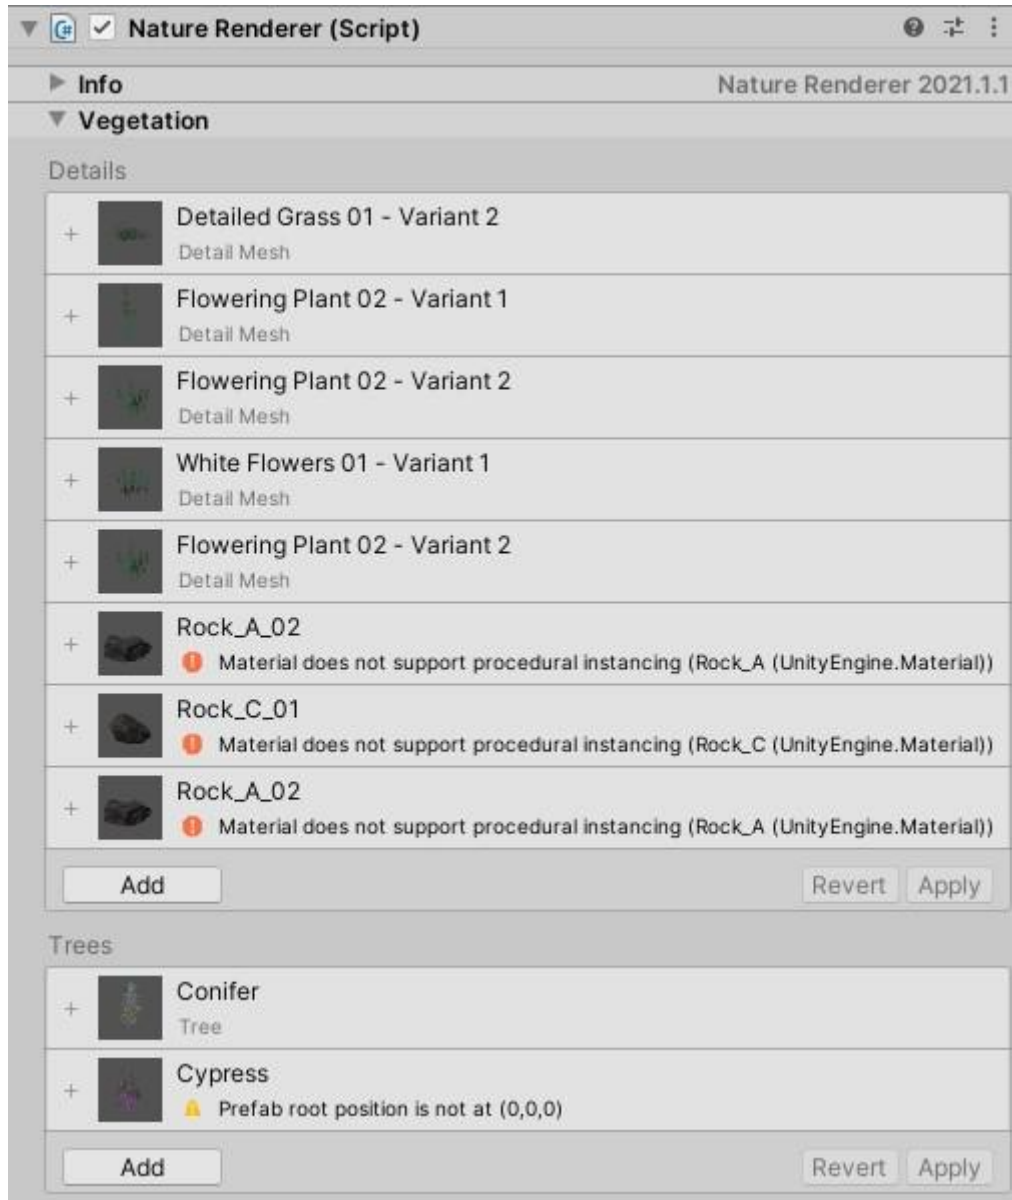 Nature Renderer (Script)
Info
Nature Renderer 2021.1.1
Vegetation
Details
Detailed Grass 01 - Variant 2
Detail Mesh
Flowering Plant 02 - Variant 1
Detail Mesh
Flowering Plant 02 - Variant 2
Detail Mesh
White Flowers 01 - Variant 1
Detail Mesh
Flowering Plant 02 - Variant 2
Detail Mesh
Rock_A_02
Material does not support procedural instancing (Rock_A (UnityEngine.Material))
Rock_C_01
Material does not support procedural instancing (Rock_C (UnityEngine.Material))
Rock_A_02
Material does not support procedural instancing (Rock_A (UnityEngine.Material))
Add
Revert
Apply
Trees
Conifer
Tree
Cypress
Prefab root position is not at (0,0,0)
Add
Revert
Apply